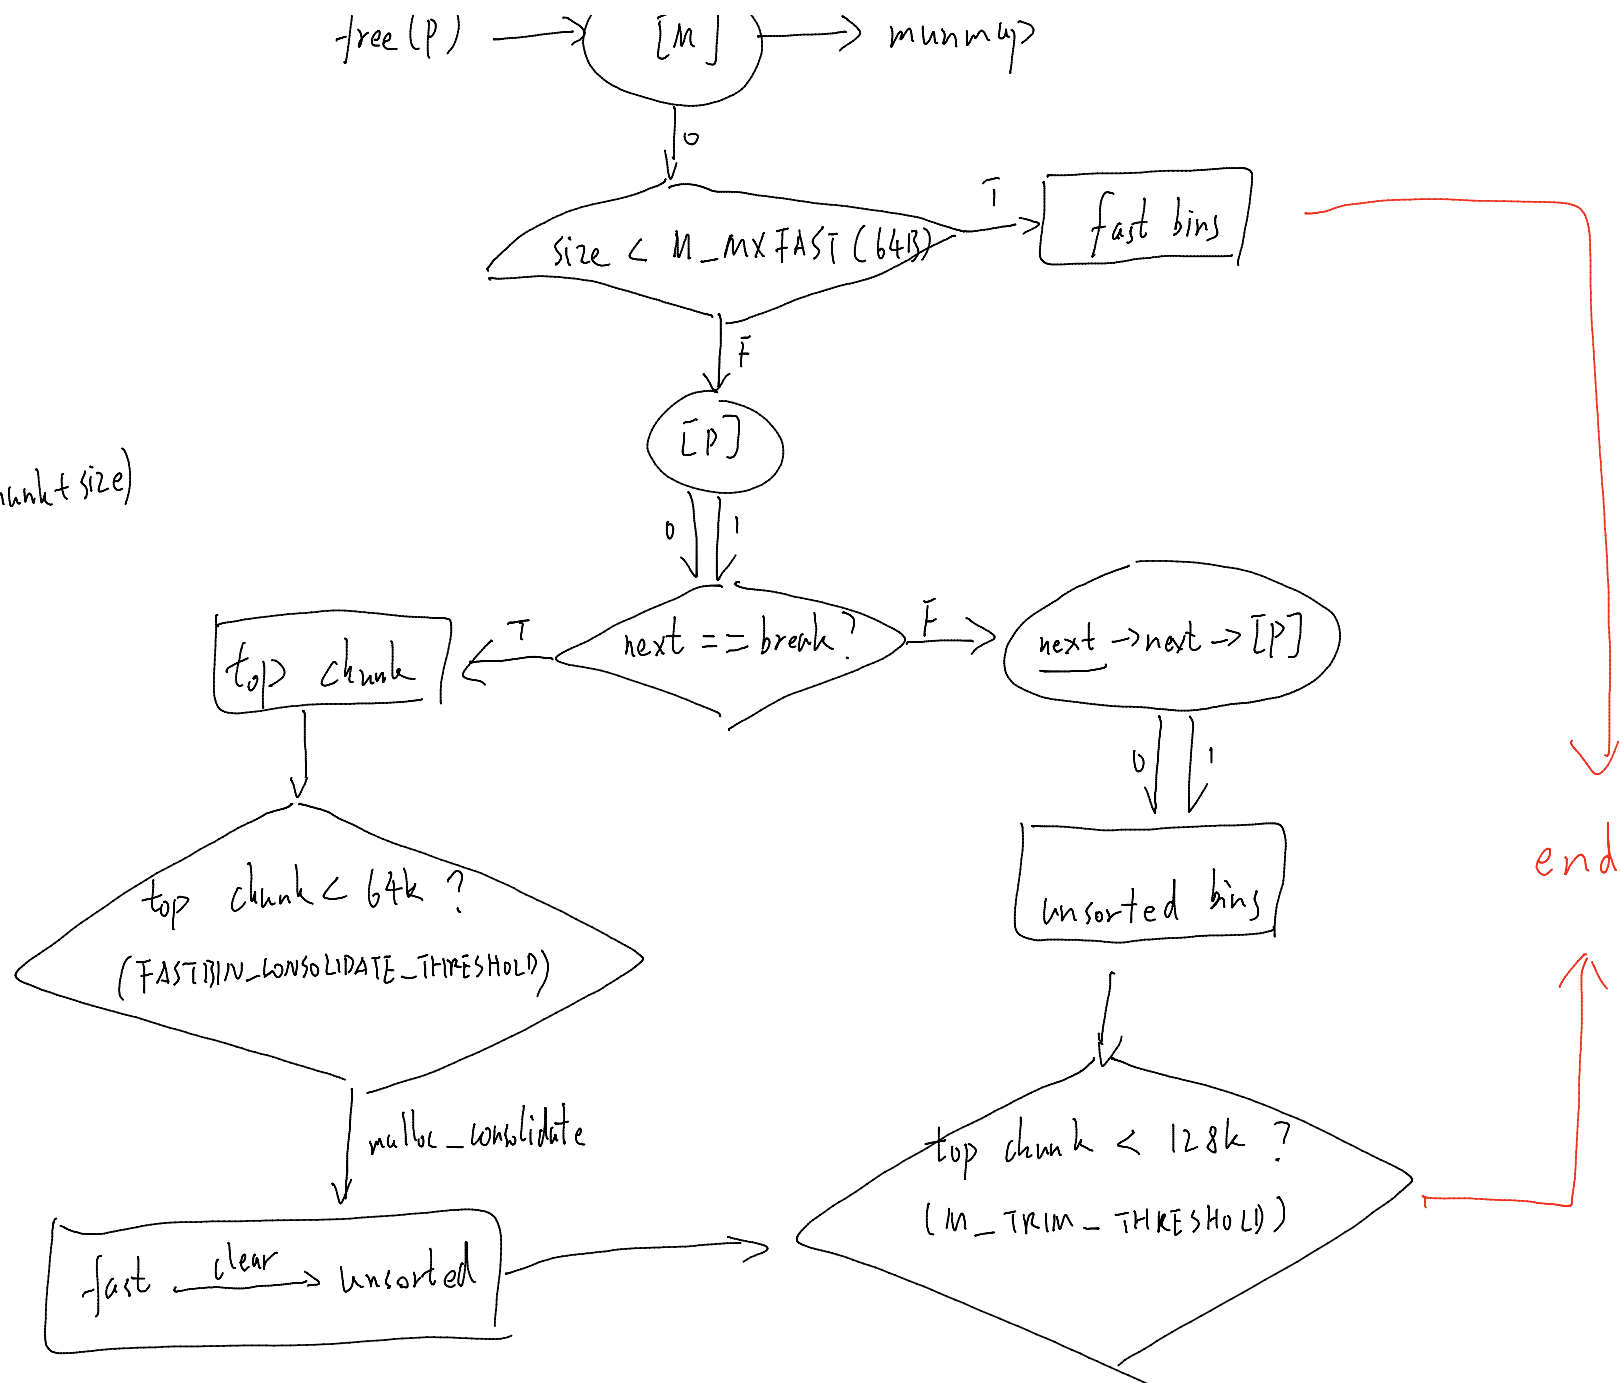 free(P)
[M]
munmap
0
size < M_MXFAST (64B)
T
fast bins
F
[P]
size)
0
1
T
next == break?
F
next → next → [P]
top chunk
0
1
end
top chunk < 64k ?
(FASTBIN_CONSOLIDATE_THRESHOLD)
unsorted bins
malloc_consolidate
top chunk < 128k ?
(M_TRIM_THRESHOLD)
fast clear → unsorted